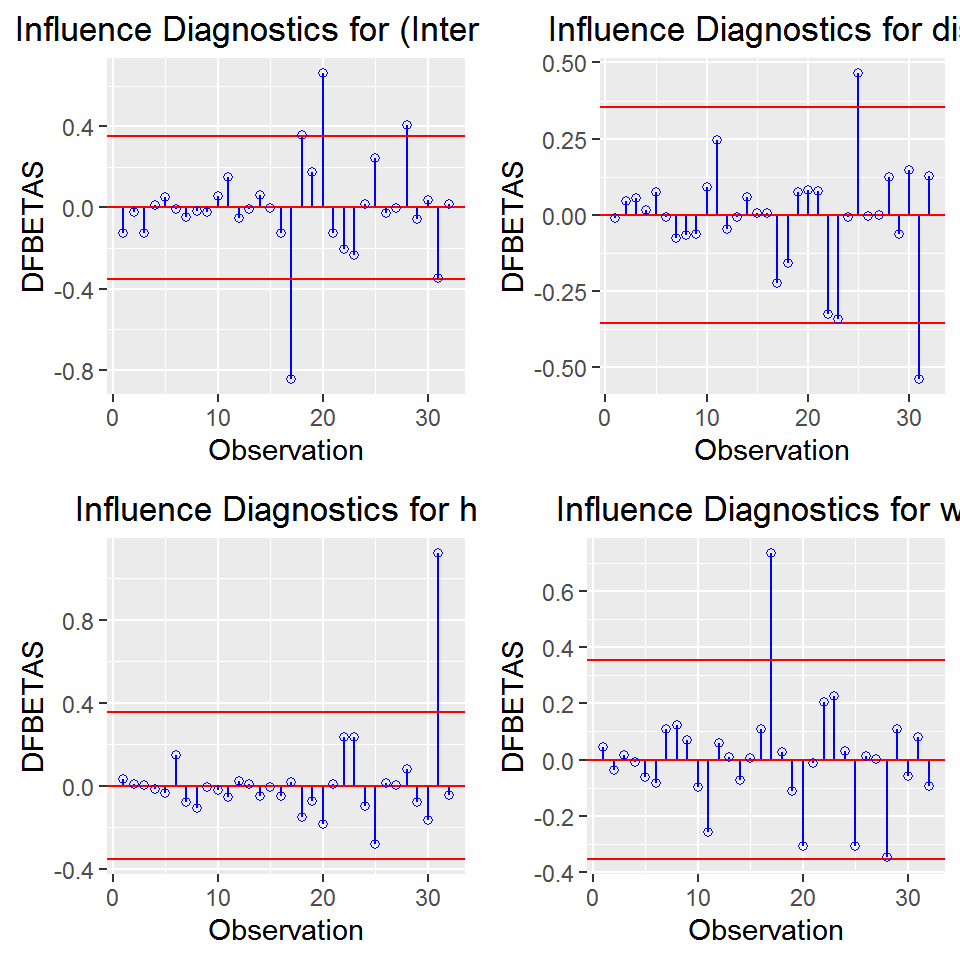 Influence Diagnostics for (Inter
DFBETAS
0.4
0.0
-0.4
-0.8
0
10
20
30
Observation
Influence Diagnostics for dis
DFBETAS
0.50
0.25
0.00
-0.25
-0.50
0
10
20
30
Observation
Influence Diagnostics for h
DFBETAS
0.8
0.4
0.0
-0.4
0
10
20
30
Observation
Influence Diagnostics for w
DFBETAS
0.6
0.4
0.2
0.0
-0.2
-0.4
0
10
20
30
Observation